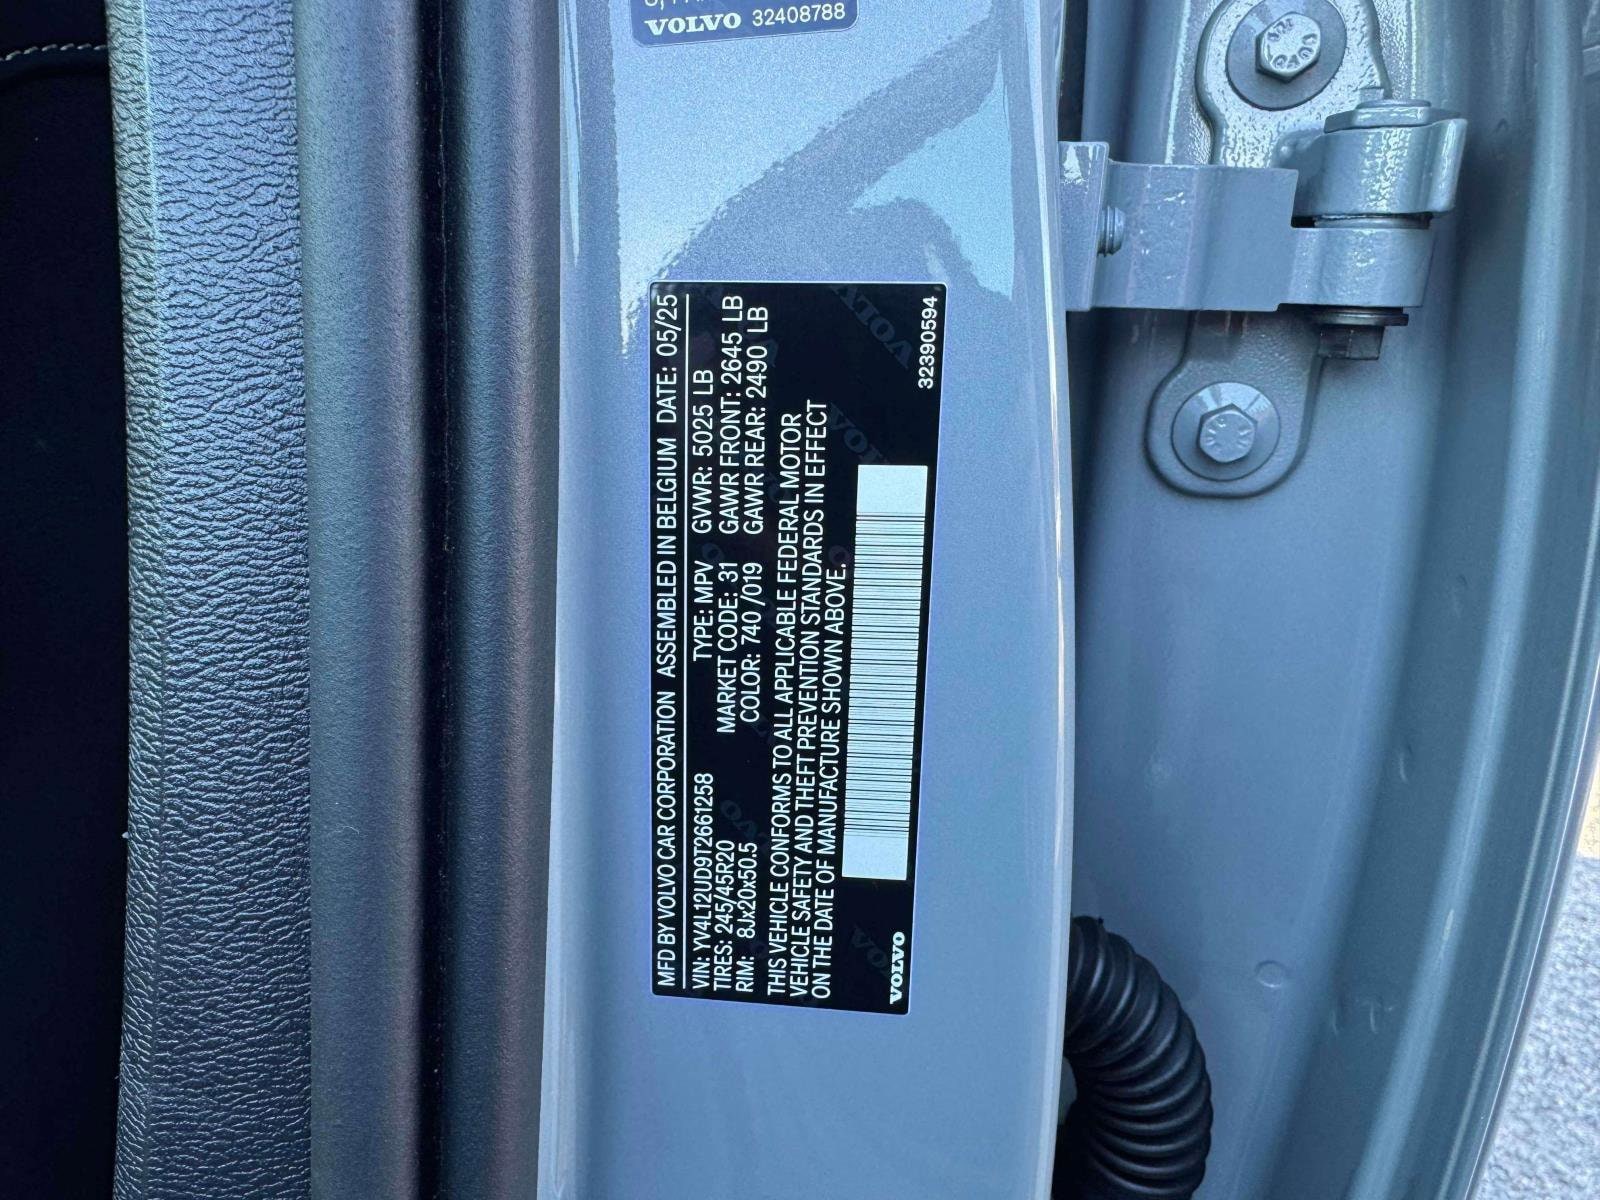 VOLVO 32408788
MFD BY VOLVO CAR CORPORATION ASSEMBLED IN BELGIUM DATE: 05/25
VIN: YV4L12UD9T2661258 TYPE: MPV GVWR: 5025 LB
TIRES: 245/45R20 MARKET CODE: 31 GAWR FRONT: 2645 LB
RIM: 8Jx20x50.5 COLOR: 740/019 GAWR REAR: 2490 LB
THIS VEHICLE CONFORMS TO ALL APPLICABLE FEDERAL MOTOR
VEHICLE SAFETY AND THEFT PREVENTION STANDARDS IN EFFECT
ON THE DATE OF MANUFACTURE SHOWN ABOVE.
VOLVO 32390594